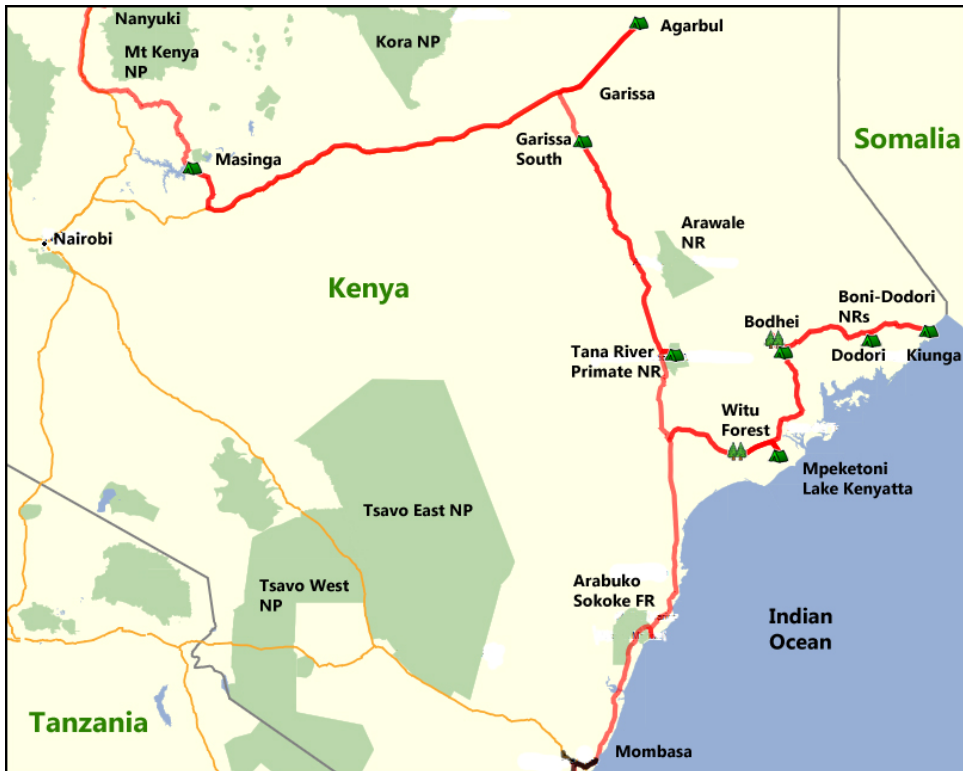 Nanyuki
Mt Kenya
NP
Kora NP
Agarbul
Garissa
Garissa
South
Somalia
Masinga
Nairobi
Arawale
NR
Kenya
Boni-Dodori
NRs
Bodhei
Dodori
Kiunga
Tana River
Primate NR
Witu
Forest
Mpeketoni
Lake Kenyatta
Tsavo East NP
Tsavo West
NP
Arabuko
Sokoke FR
Indian
Ocean
Tanzania
Mombasa